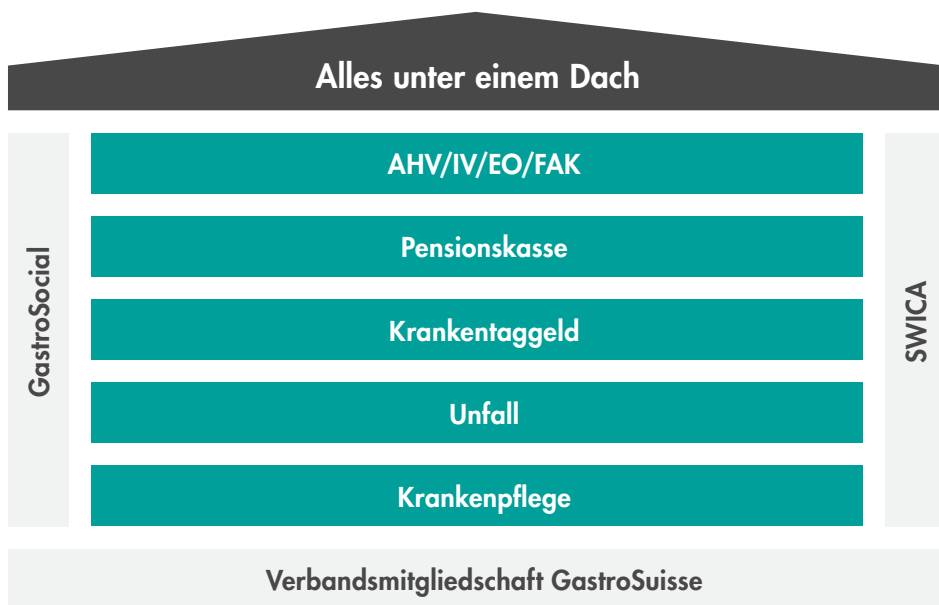 Alles unter einem Dach
GastroSocial
AHV/IV/EO/FAK
Pensionskasse
Krankentaggeld
Unfall
Krankenpflege
SWICA
Verbandsmitgliedschaft GastroSuisse